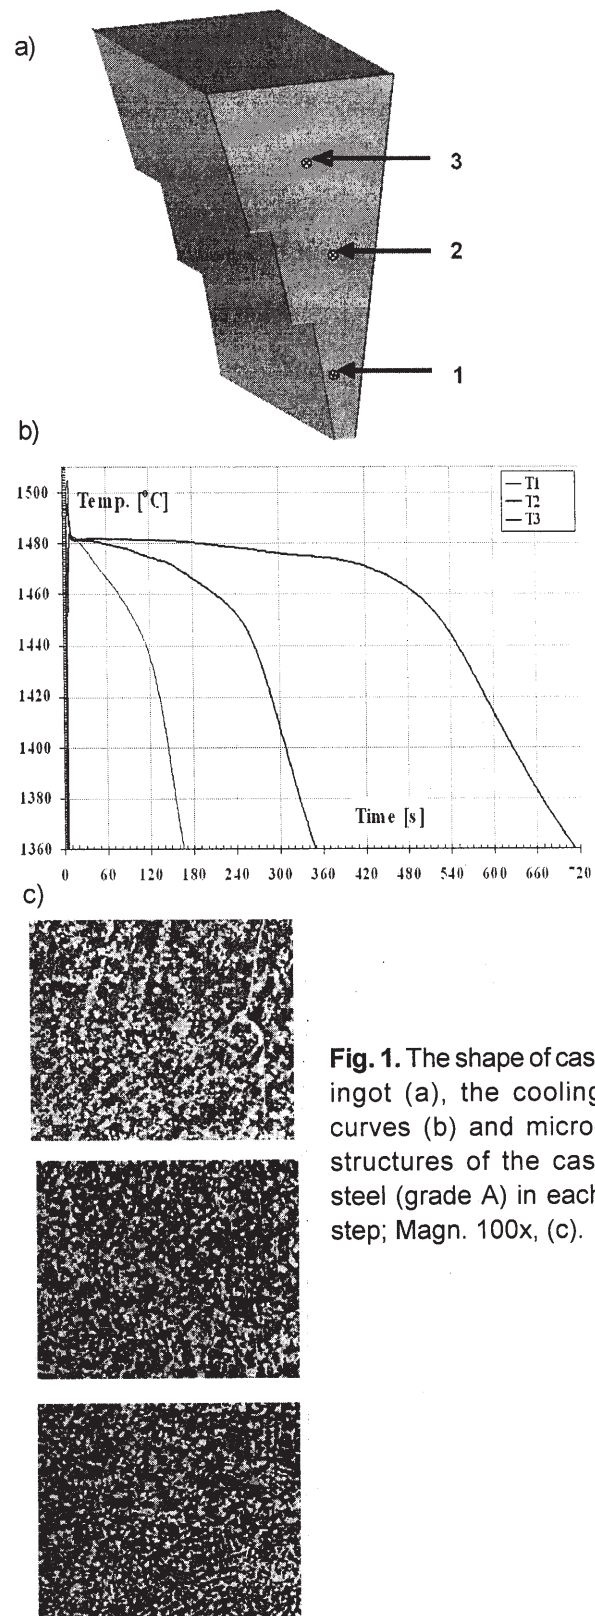 a)
3
2
1
b)
1500
1480
1460
1440
1420
1400
1380
1360
Temp. [°C]
T1
T2
T3
Time [s]
0 60 120 180 240 300 360 420 480 540 600 660 720
c)
Fig. 1. The shape of cas
ingot (a), the cooling
curves (b) and micro
structures of the cas
steel (grade A) in each
step; Magn. 100x, (c).